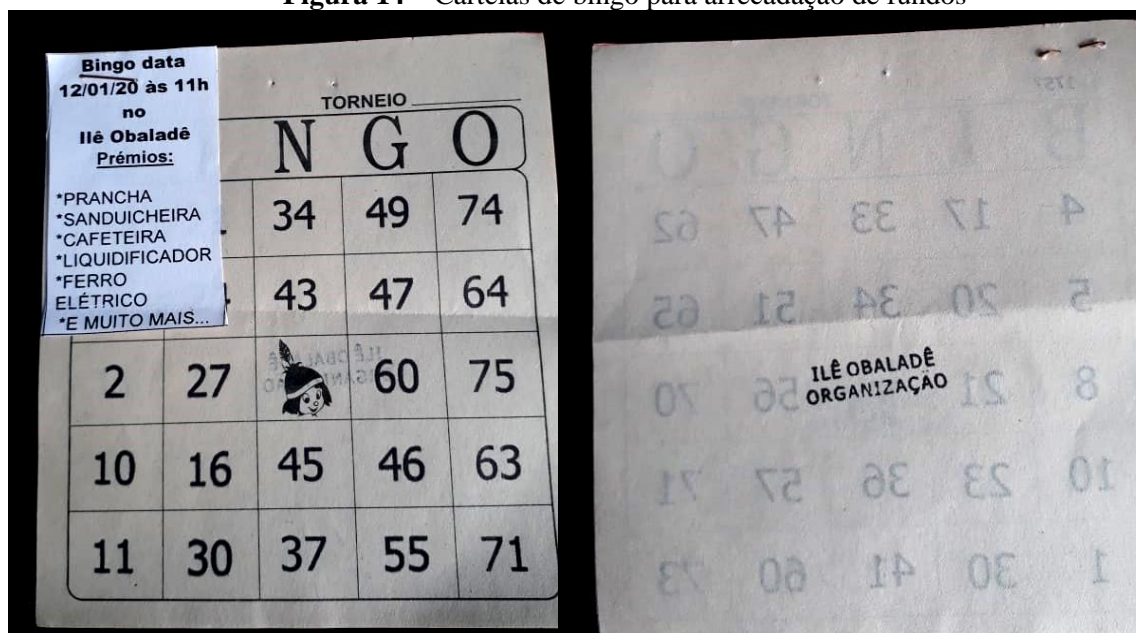 Figura 14 – Cartelas de bingo para arrecadação de fundos
Bingo data
12/01/20 às 11h
no
Ilê Obaladê
Prémios:
*PRANCHA
*SANDUICHEIRA
*CAFETEIRA
*LIQUIDIFICADOR
*FERRO
ELÉTRICO
*E MUITO MAIS...
TORNEIO
N G O
34 49 74
43 47 64
2 27 60 75
10 16 45 46 63
11 30 37 55 71
ILÊ OBALADÊ
ORGANIZAÇÃO
4 17 33 47 62
5 20 34 51 65
8 21 56 70
10 23 36 57 71
1 30 41 60 73